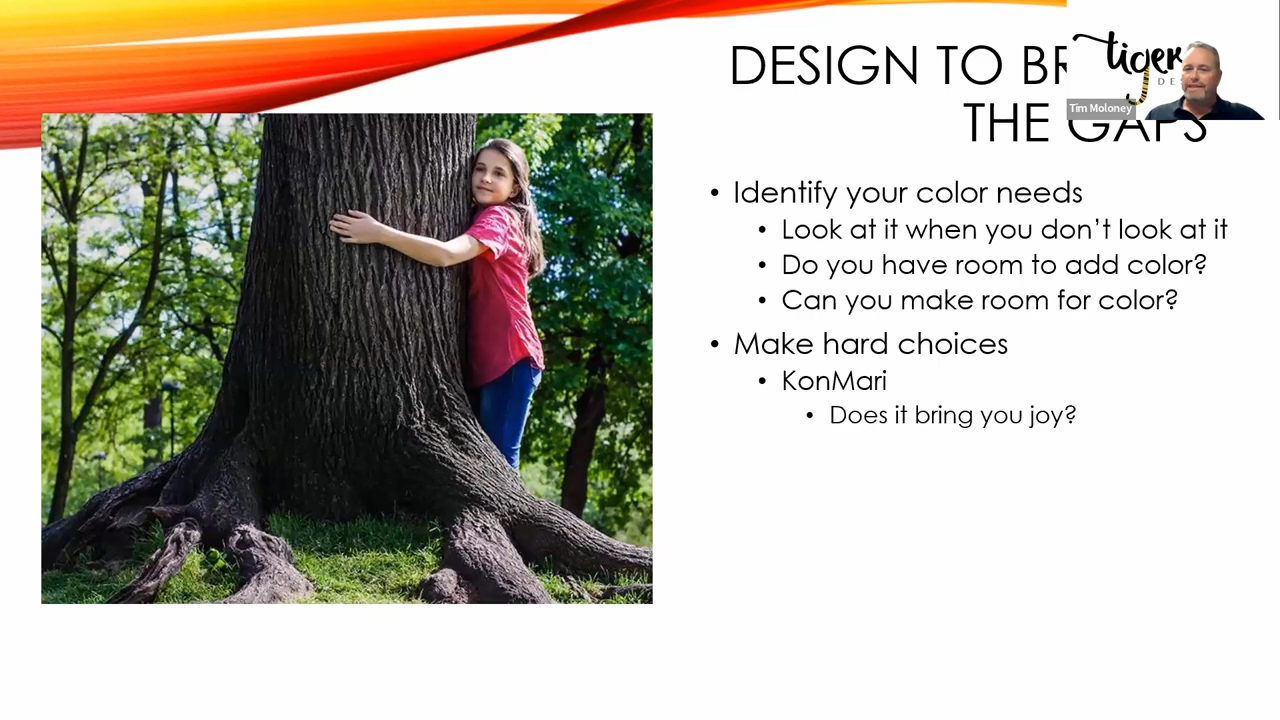 DESIGN TO
THE GAPS
tiger
Tim Moloney
• Identify your color needs
• Look at it when you don’t look at it
• Do you have room to add color?
• Can you make room for color?
• Make hard choices
• KonMari
• Does it bring you joy?